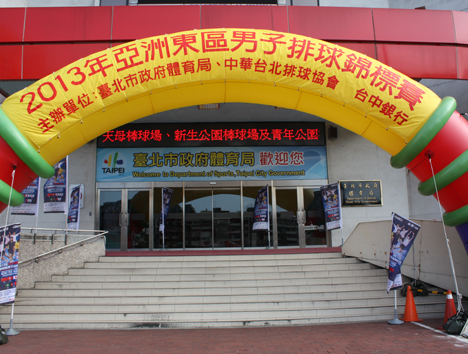 2013年亞洲東區男子排球錦標賽
主辦單位:臺北市政府體育局、中華台北排球協會 台中銀行
天母棒球場、新生公園棒球場及青年公園
TAIPEI
臺北市政府體育局 歡迎您
Welcome to Department of Sports, Taipei City Government